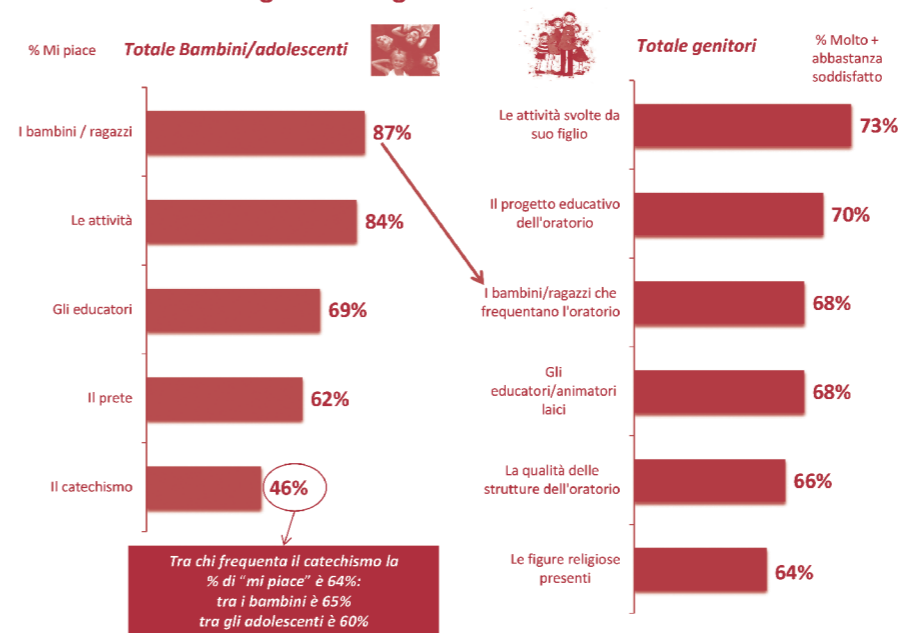 % Mi piace
Totale Bambini/adolescenti
I bambini / ragazzi
87%
Le attività
84%
Gli educatori
69%
Il prete
62%
Il catechismo
46%
Tra chi frequenta il catechismo la
% di “mi piace” è 64%:
tra i bambini è 65%
tra gli adolescenti è 60%
Totale genitori
% Molto +
abbastanza
soddisfatto
Le attività svolte da
suo figlio
73%
Il progetto educativo
dell'oratorio
70%
I bambini/ragazzi che
frequentano l'oratorio
68%
Gli
educatori/animatori
laici
68%
La qualità delle
strutture dell'oratorio
66%
Le figure religiose
presenti
64%